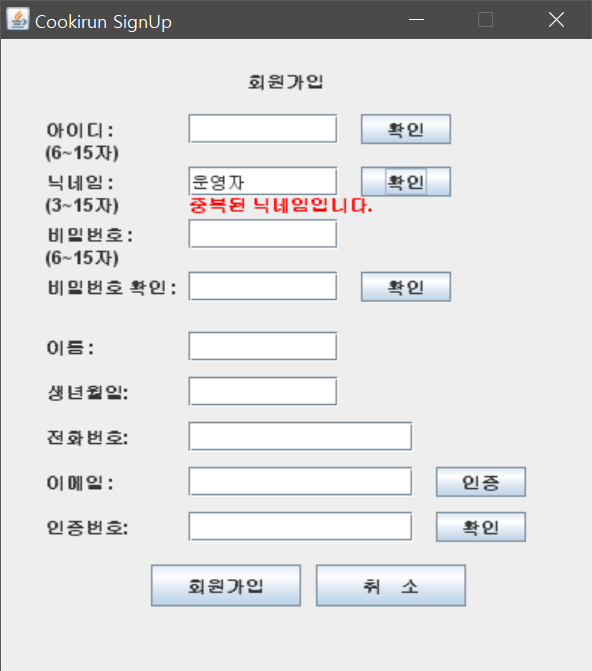 Cookirun SignUp
회원가입
아이디 : 확인
(6~15자)
닉네임 : 운영자 확인
(3~15자) 중복된 닉네임입니다.
비밀번호 :
(6~15자)
비밀번호 확인 : 확인
이름 :
생년월일:
전화번호:
이메일 : 인증
인증번호: 확인
회원가입 취 소